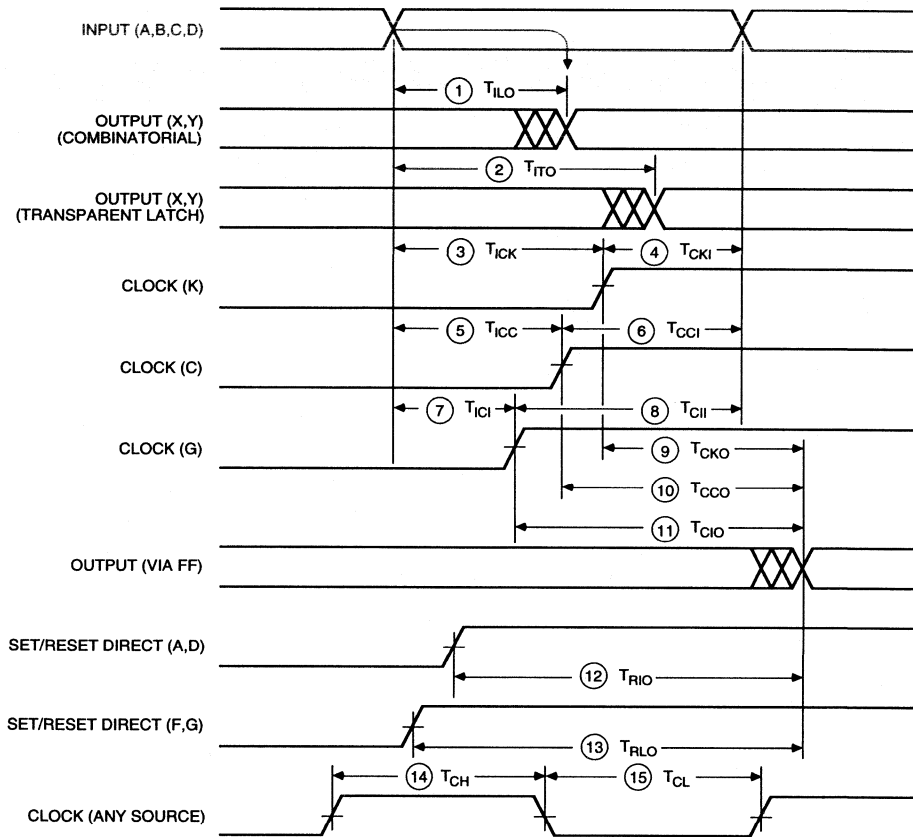 INPUT (A,B,C,D)
1 TILO
OUTPUT (X,Y)
(COMBINATORIAL)
2 TITO
OUTPUT (X,Y)
(TRANSPARENT LATCH)
3 TICK
4 TCKI
CLOCK (K)
5 TICC
6 TCCI
CLOCK (C)
7 TICI
8 TCII
CLOCK (G)
9 TCKO
10 TCCO
11 TCIO
OUTPUT (VIA FF)
SET/RESET DIRECT (A,D)
12 TRIO
SET/RESET DIRECT (F,G)
13 TRLO
14 TCH
15 TCL
CLOCK (ANY SOURCE)